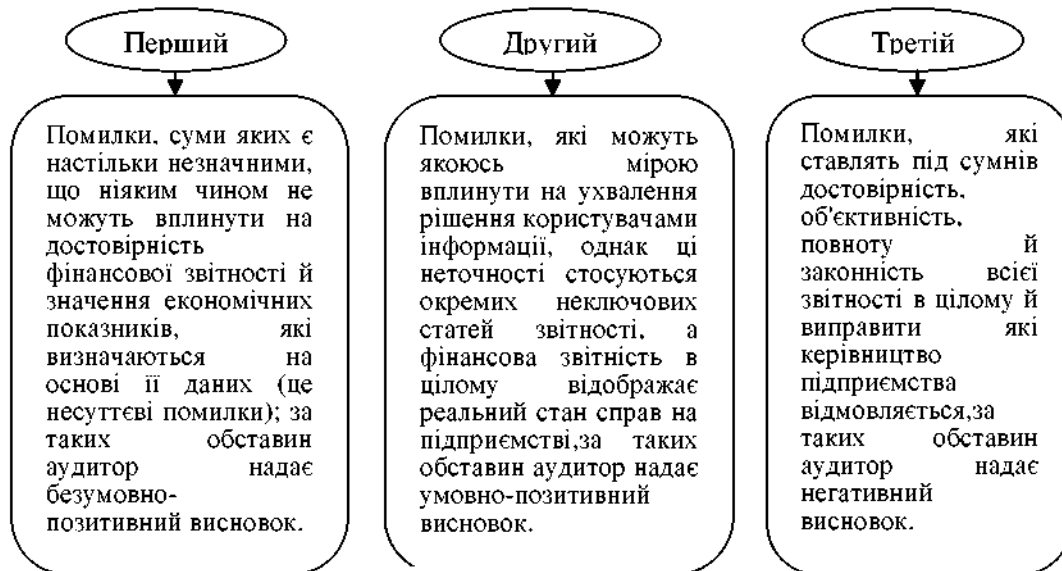 Перший
Помилки, суми яких є
настільки незначними,
що ніяким чином не
можуть вплинути на
достовірність
фінансової звітності й
значення економічних
показників, які
визначаються на
основі її даних (це
несуттєві помилки); за
таких обставин
аудитор надає
безумовно-
позитивний висновок.
Другий
Помилки, які можуть
якоюсь мірою
вплинути на ухвалення
рішення користувачами
інформації, однак ці
неточності стосуються
окремих неключових
статей звітності, а
фінансова звітність в
цілому відображає
реальний стан справ на
підприємстві,за таких
обставин аудитор надає
умовно-позитивний
висновок.
Третій
Помилки, які
ставлять під сумнів
достовірність,
об'єктивність,
повноту й
законність всієї
звітності в цілому й
виправити які
керівництво
підприємства
відмовляється,за
таких обставин
аудитор надає
негативний
висновок.